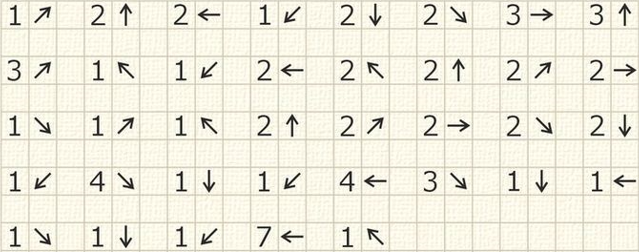 1↗ 2↑ 2← 1↙ 2↓ 2↘ 3→ 3↑
3↗ 1↖ 1↙ 2← 2↖ 2↑ 2↗ 2→
1↘ 1↗ 1↖ 2↑ 2↗ 2→ 2↘ 2↓
1↙ 4↘ 1↓ 1↙ 4← 3↘ 1↓ 1←
1↘ 1↓ 1↙ 7← 1↖